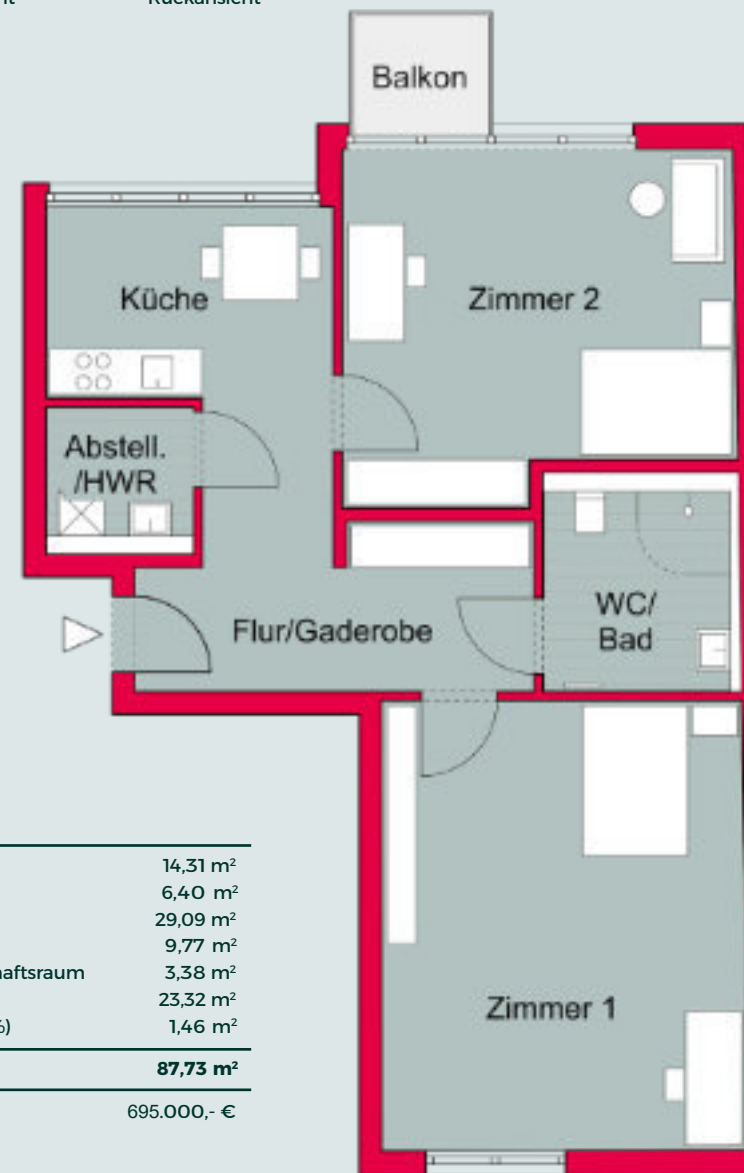 Rückansicht
Balkon
Küche
Zimmer 2
Abstell.
/HWR
Flur/Gaderobe
WC/
Bad
14,31 m²
6,40 m²
29,09 m²
9,77 m²
haftsraum 3,38 m²
23,32 m²
%) 1,46 m²
87,73 m²
695.000,- €
Zimmer 1